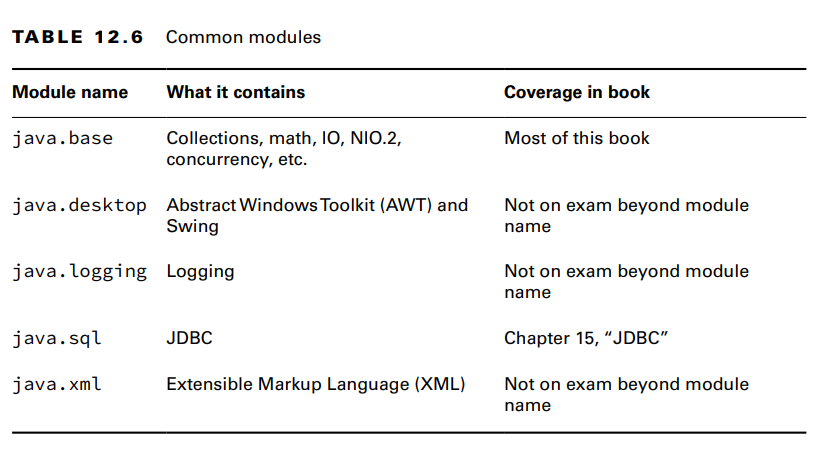 TABLE 12.6 Common modules
Module name What it contains Coverage in book
java.base Collections, math, IO, NIO.2, Most of this book
concurrency, etc.
java.desktop Abstract Windows Toolkit (AWT) and Not on exam beyond module
Swing name
java.logging Logging Not on exam beyond module
name
java.sql JDBC Chapter 15, “JDBC”
java.xml Extensible Markup Language (XML) Not on exam beyond module
name